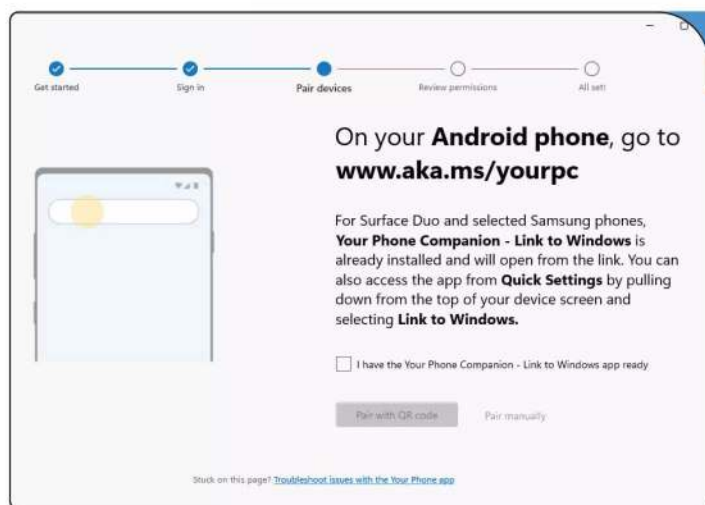 Get started
Sign in
Pair devices
Review permissions
All set!
On your Android phone, go to
www.aka.ms/yourpc
For Surface Duo and selected Samsung phones,
Your Phone Companion - Link to Windows is
already installed and will open from the link. You can
also access the app from Quick Settings by pulling
down from the top of your device screen and
selecting Link to Windows.
I have the Your Phone Companion - Link to Windows app ready
Pair with QR code
Pair manually
Stuck on this page? Troubleshoot issues with the Your Phone app